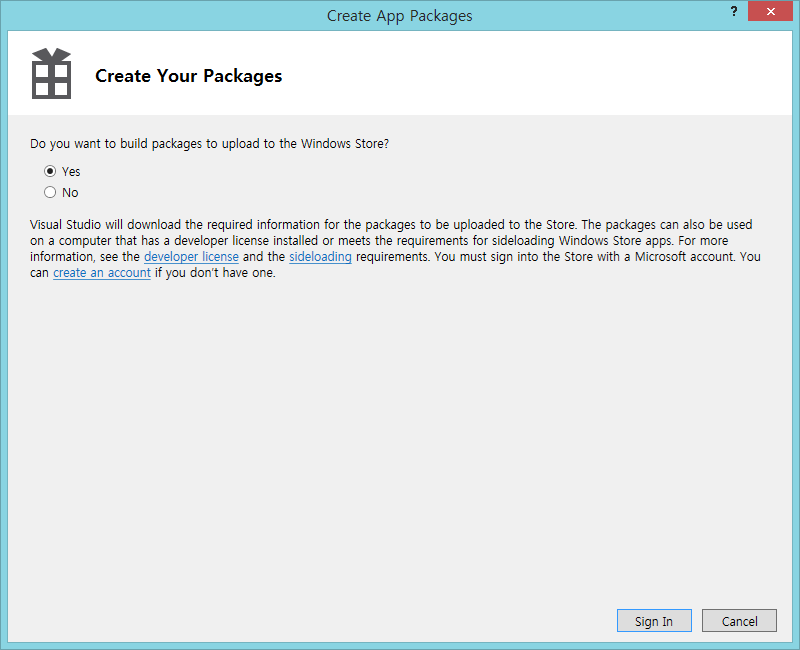 Create App Packages
?
Create Your Packages
Do you want to build packages to upload to the Windows Store?
Yes
No
Visual Studio will download the required information for the packages to be uploaded to the Store. The packages can also be used
on a computer that has a developer license installed or meets the requirements for sideloading Windows Store apps. For more
information, see the developer license and the sideloading requirements. You must sign into the Store with a Microsoft account. You
can create an account if you don't have one.
Sign In
Cancel